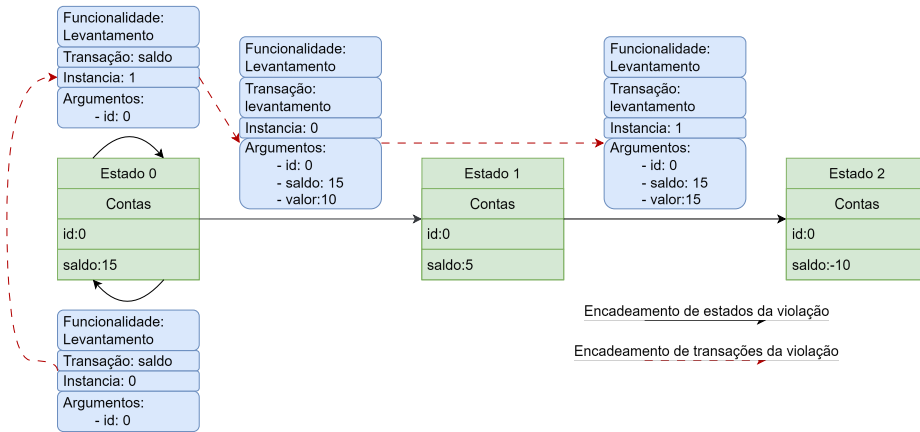 Funcionalidade:
Levantamento
Transação: saldo
Instancia: 1
Argumentos:
- id: 0
Funcionalidade:
Levantamento
Transação:
levantamento
Instancia: 0
Argumentos:
- id: 0
- saldo: 15
- valor:10
Funcionalidade:
Levantamento
Transação:
levantamento
Instancia: 1
Argumentos:
- id: 0
- saldo: 15
- valor:15
Estado 0
Contas
id:0
saldo:15
Estado 1
Contas
id:0
saldo:5
Estado 2
Contas
id:0
saldo:-10
Funcionalidade:
Levantamento
Transação: saldo
Instancia: 0
Argumentos:
- id: 0
Encadeamento de estados da violação
Encadeamento de transações da violação